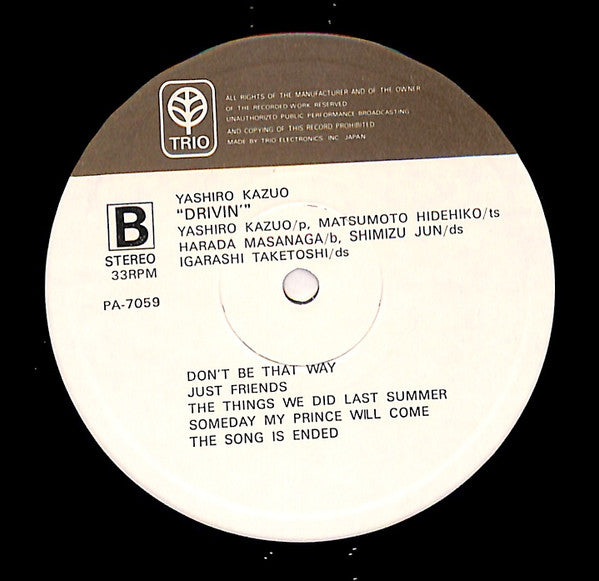 ALL RIGHTS OF THE MANUFACTURER AND OF THE OWNER
OF THE RECORDED WORK RESERVED
UNAUTHORIZED PUBLIC PERFORMANCE BROADCASTING
AND COPYING OF THIS RECORD PROHIBITED
MADE BY TRIO ELECTRONICS, INC. JAPAN
TRIO
B
STEREO
33RPM
PA-7059
YASHIRO KAZUO
"DRIVIN'"
YASHIRO KAZUO/p, MATSUMOTO HIDEHIKO/ts
HARADA MASANAGA/b, SHIMIZU JUN/ds
IGARASHI TAKETOSHI/ds
DON'T BE THAT WAY
JUST FRIENDS
THE THINGS WE DID LAST SUMMER
SOMEDAY MY PRINCE WILL COME
THE SONG IS ENDED